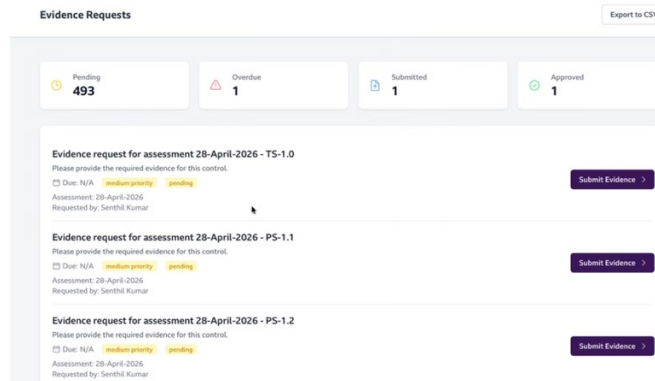 Evidence Requests
Export to CSV
Pending
493
Overdue
1
Submitted
1
Approved
1
Evidence request for assessment 28-April-2026 - TS-1.0
Please provide the required evidence for this control.
Due: N/A medium priority pending
Submit Evidence
Assessment: 28-April-2026
Requested by: Senthil Kumar
Evidence request for assessment 28-April-2026 - PS-1.1
Please provide the required evidence for this control.
Due: N/A medium priority pending
Submit Evidence
Assessment: 28-April-2026
Requested by: Senthil Kumar
Evidence request for assessment 28-April-2026 - PS-1.2
Please provide the required evidence for this control.
Due: N/A medium priority pending
Submit Evidence
Assessment: 28-April-2026
Requested by: Senthil Kumar